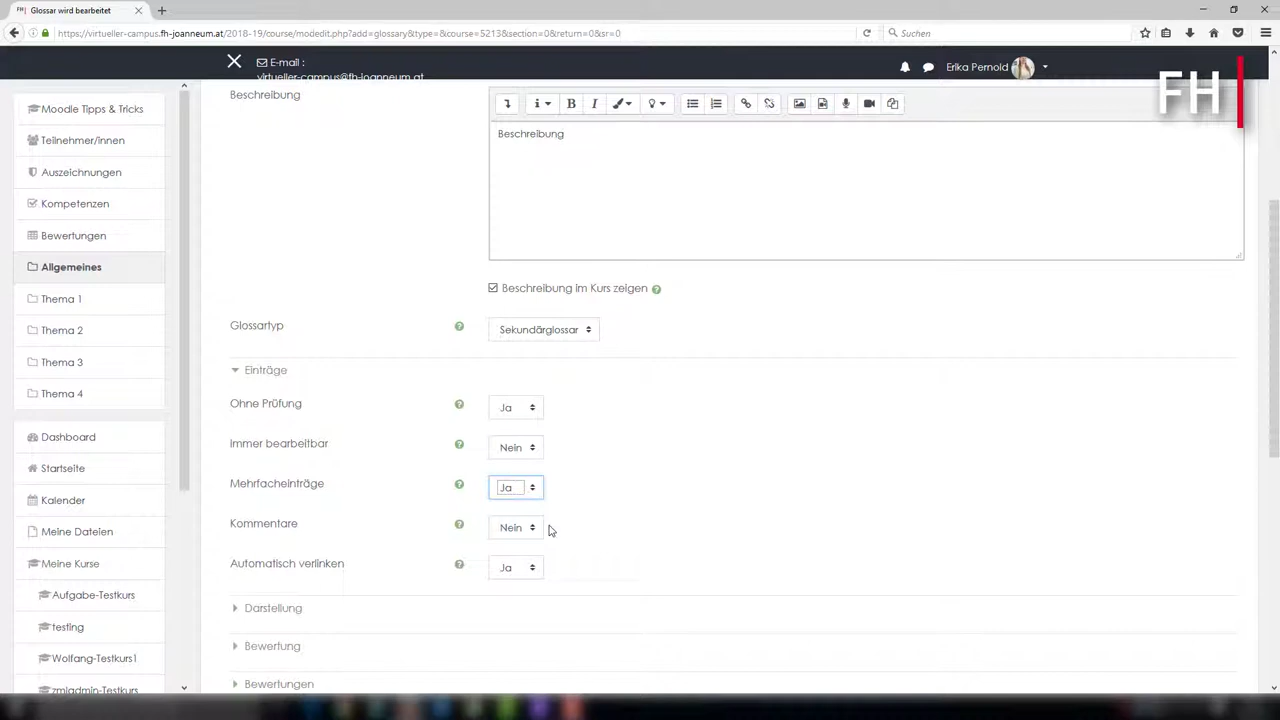 Glossar wird bearbeitet
https://virtueller-campus.fh-joanneum.at/2018-19/course/modedit.php?add=glossary&type=&course=5213&section=0&return=0&sr=0
Suchen
E-mail :
virtueller-campus@fh-joanneum.at
Erika Pernold
FH
Moodle Tipps & Tricks
Teilnehmer/innen
Auszeichnungen
Kompetenzen
Bewertungen
Allgemeines
Thema 1
Thema 2
Thema 3
Thema 4
Dashboard
Startseite
Kalender
Meine Dateien
Meine Kurse
Aufgabe-Testkurs
testing
Wolfang-Testkurs1
zmladmin-Testkurs
Beschreibung
Beschreibung
Beschreibung im Kurs zeigen
Glossartyp
Sekundärglossar
Einträge
Ohne Prüfung
Ja
Immer bearbeitbar
Nein
Mehrfacheinträge
Ja
Kommentare
Nein
Automatisch verlinken
Ja
Darstellung
Bewertung
Bewertungen